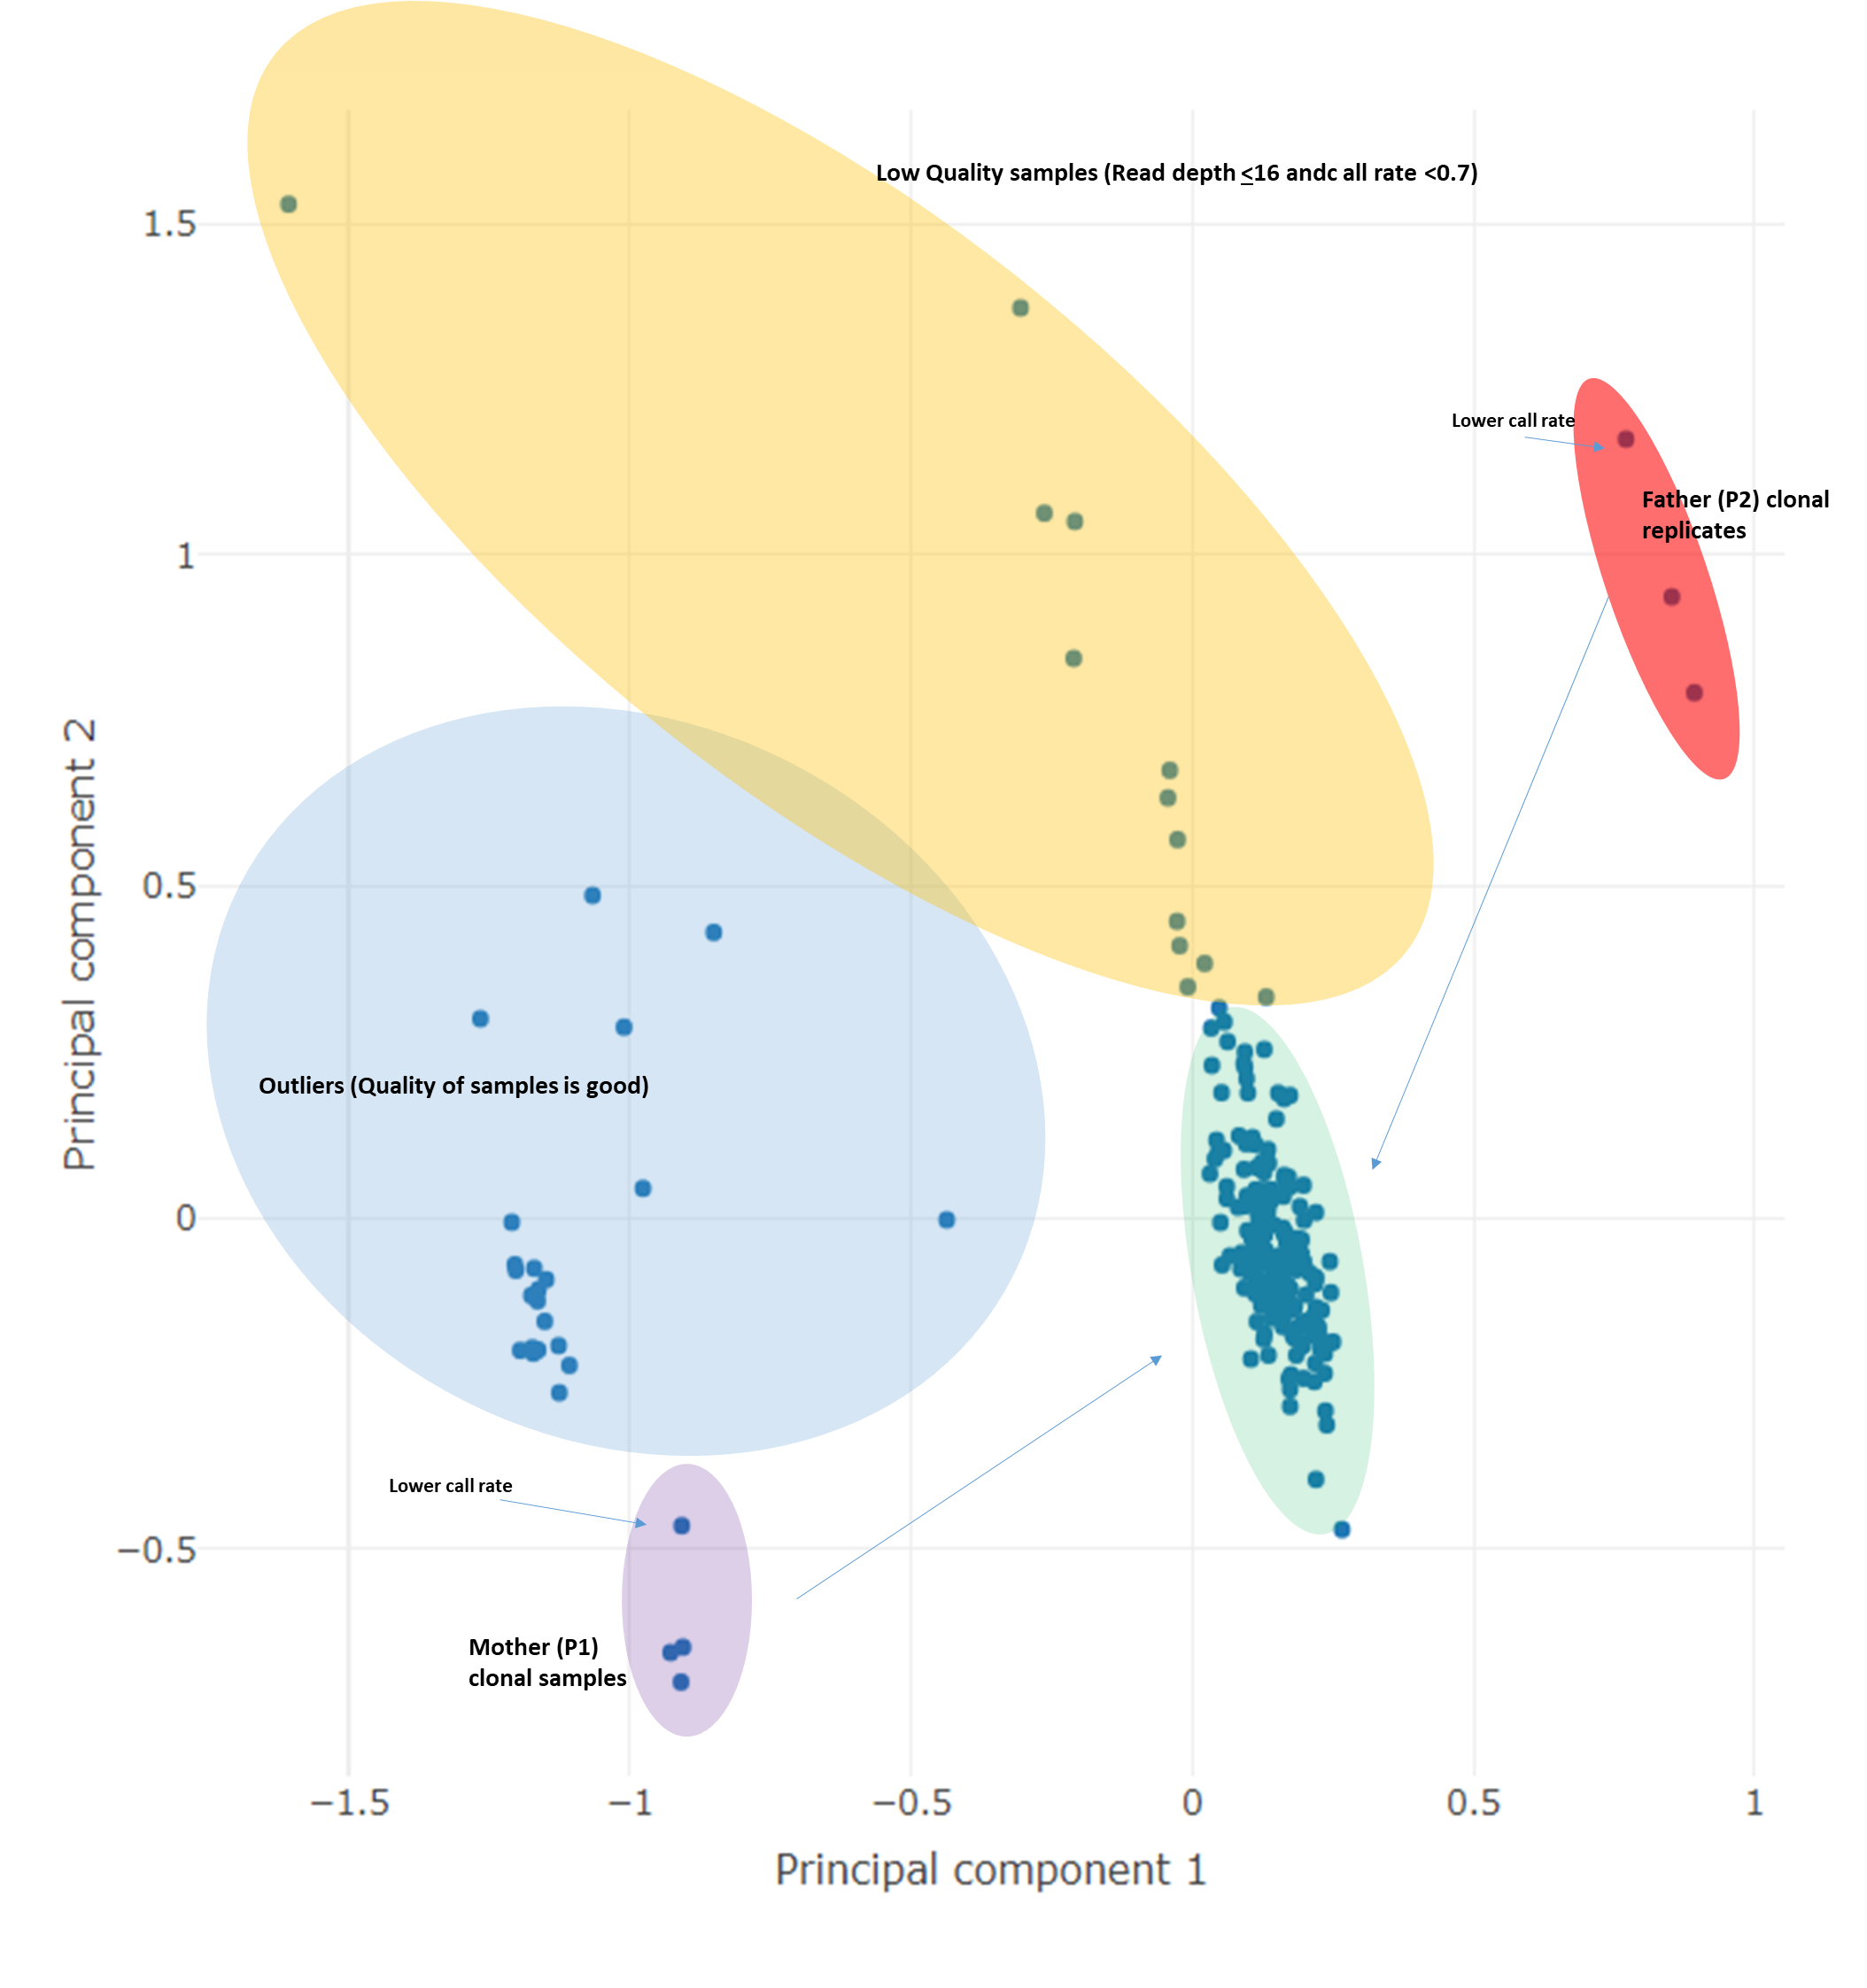 Low Quality samples (Read depth ≤16 andc all rate <0.7)
1.5
Lower call rate
Father (P2) clonal
replicates
1
Principal component 2
0.5
Outliers (Quality of samples is good)
0
Lower call rate
−0.5
Mother (P1)
clonal samples
−1.5
−1
−0.5
0
0.5
1
Principal component 1